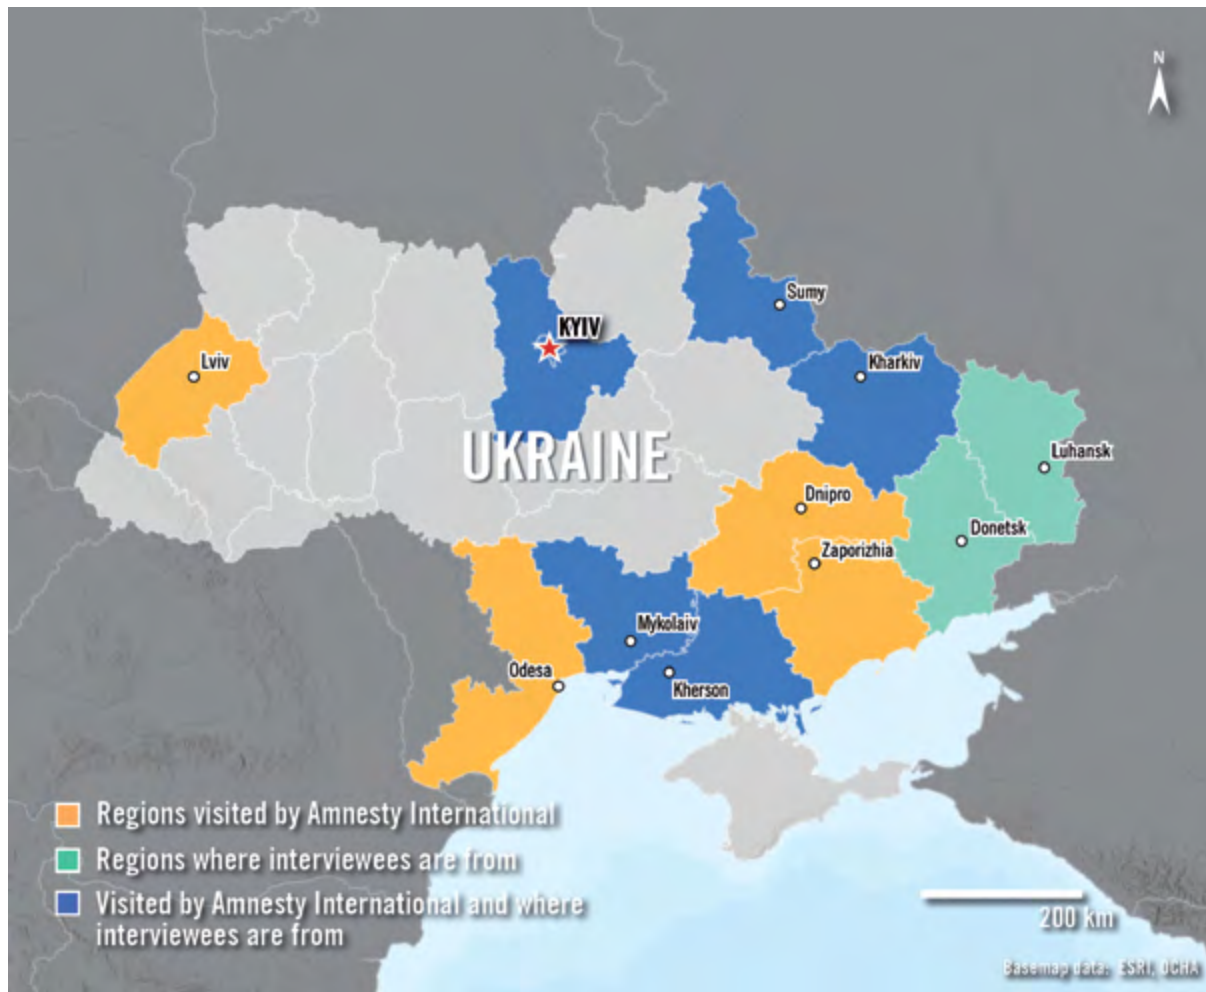 N
Sumy
KYIV
Lviv
Kharkiv
UKRAINE
Luhansk
Dnipro
Donetsk
Zaporizhia
Mykolaiv
Odesa
Kherson
Regions visited by Amnesty International
Regions where interviewees are from
Visited by Amnesty International and where
interviewees are from
200 km
Basemap data: ESRI, OCHA